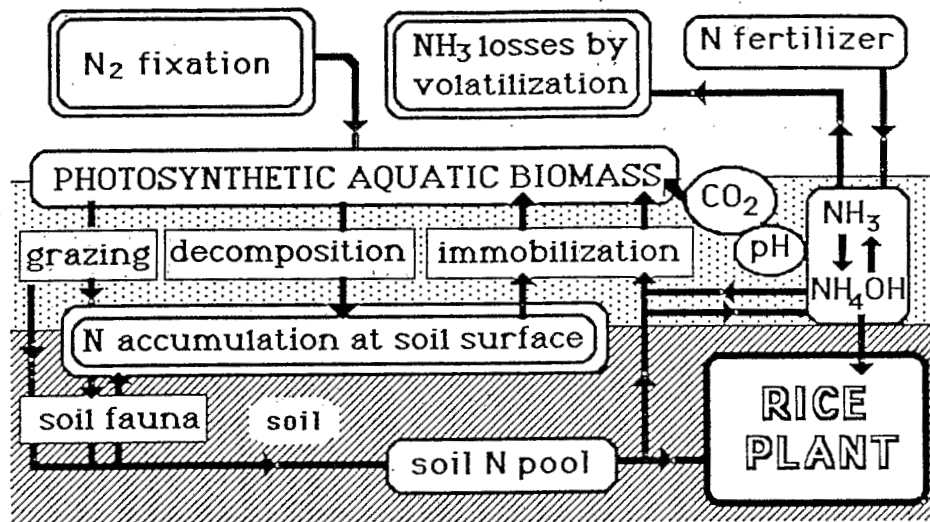 N₂ fixation
NH₃ losses by
volatilization
N fertilizer
PHOTOSYNTHETIC AQUATIC BIOMASS
CO₂
NH₃
pH
NH₄OH
grazing
decomposition
immobilization
N accumulation at soil surface
soil fauna
soil
soil N pool
RICE
PLANT